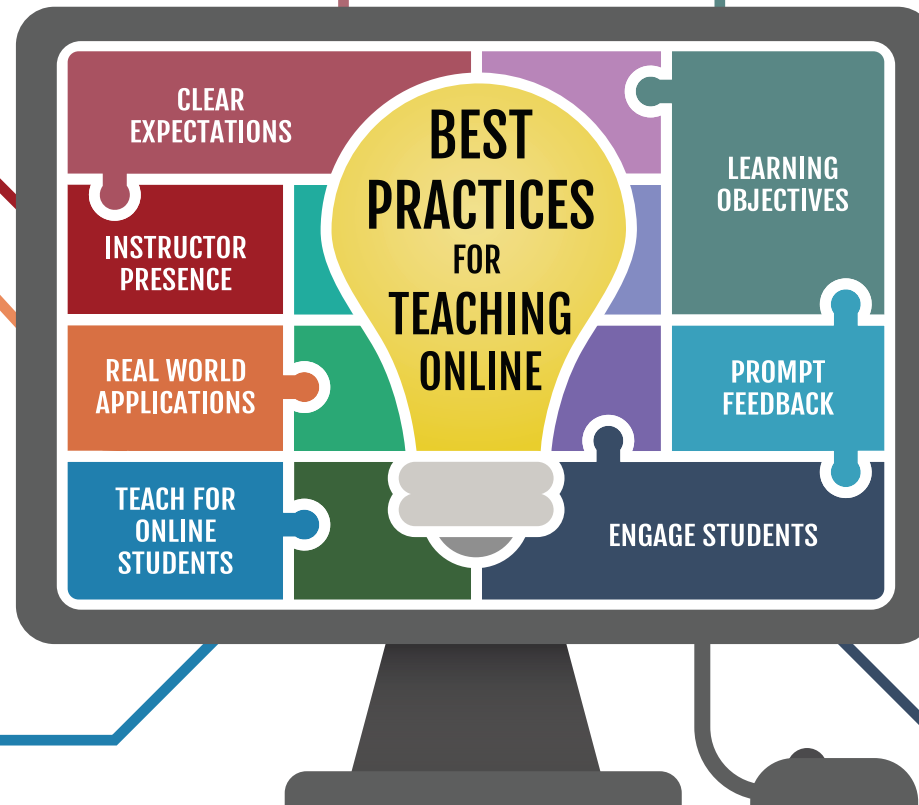 BEST
PRACTICES
FOR
TEACHING
ONLINE
CLEAR
EXPECTATIONS
INSTRUCTOR
PRESENCE
REAL WORLD
APPLICATIONS
TEACH FOR
ONLINE
STUDENTS
LEARNING
OBJECTIVES
PROMPT
FEEDBACK
ENGAGE STUDENTS